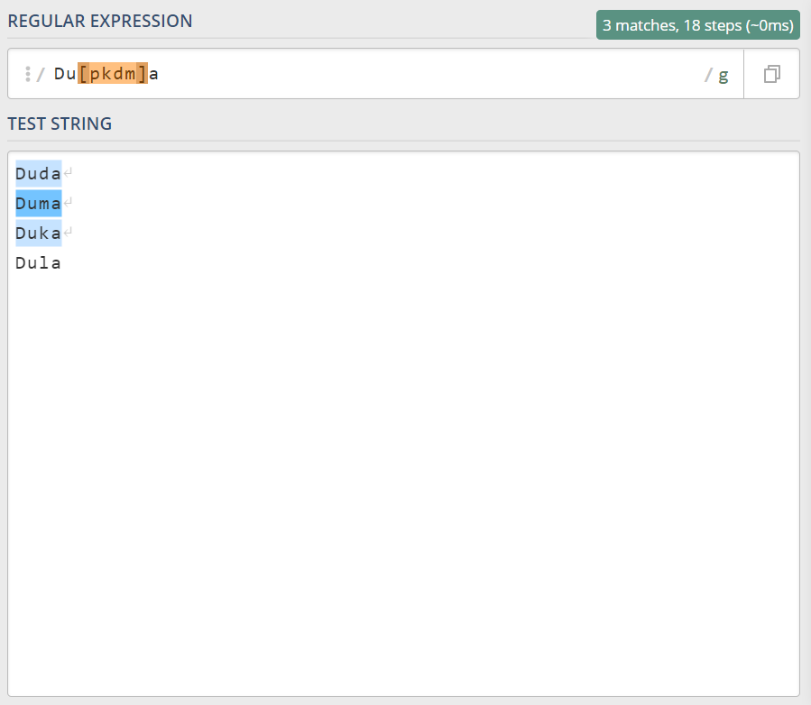 REGULAR EXPRESSION
3 matches, 18 steps (~0ms)
/ Du[pkdm]a / g
TEST STRING
Duda↵
Duma↵
Duka↵
Dula